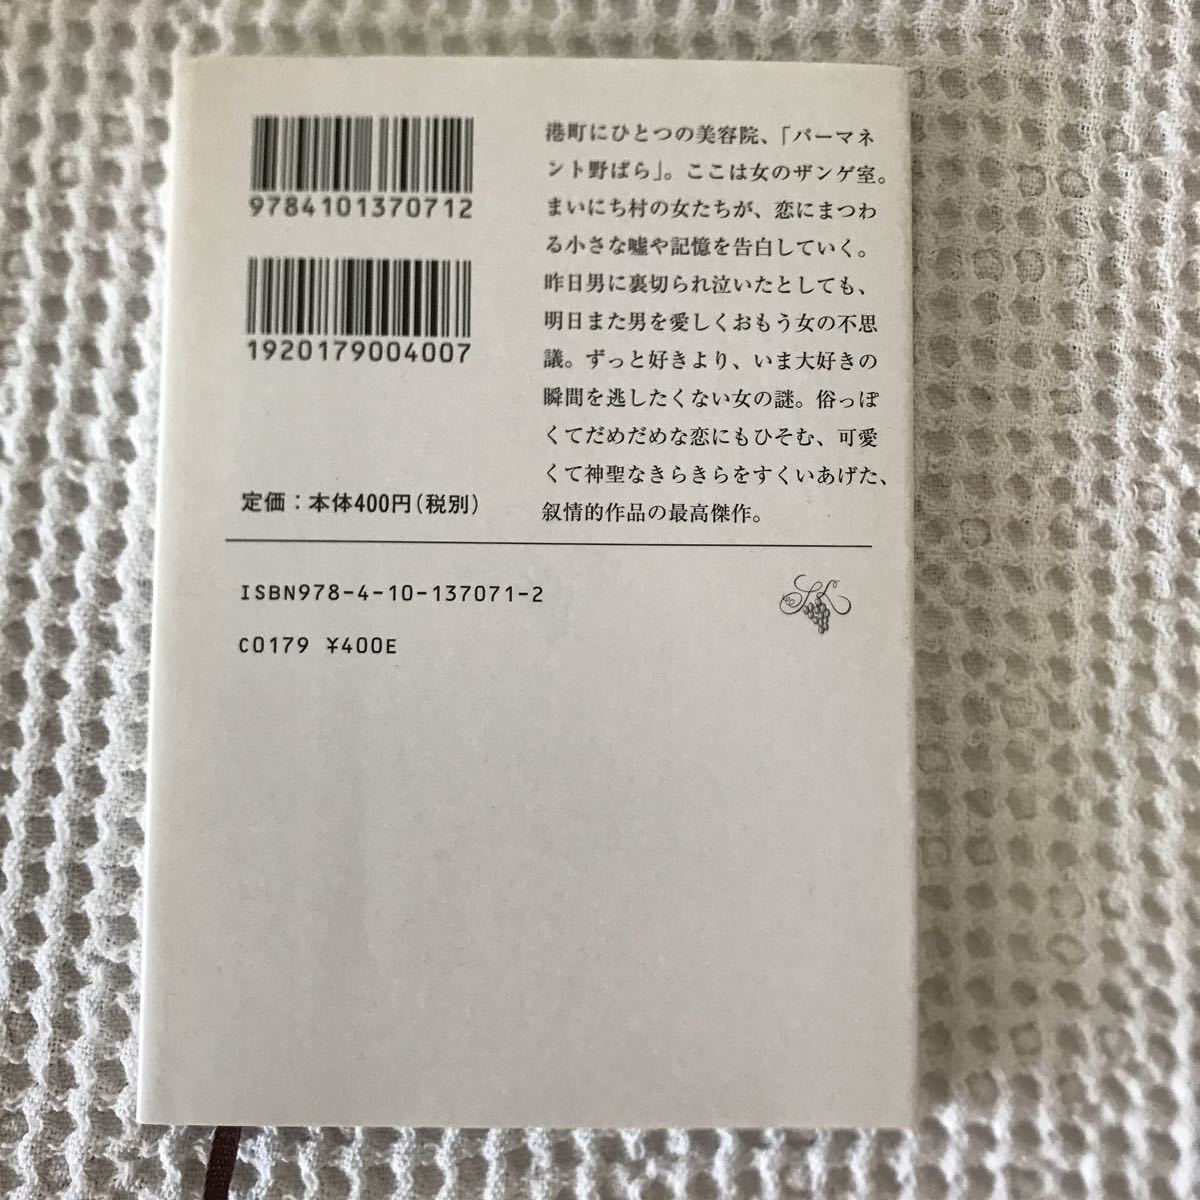 9784101370712
1920179004007
定価：本体400円(税別)
港町にひとつの美容院、「パーマネ
ント野ばら」。ここは女のザンゲ室。
まいにち村の女たちが、恋にまつわ
る小さな嘘や記憶を告白していく。
昨日男に裏切られ泣いたとしても、
明日また男を愛しくおもう女の不思
議。ずっと好きより、いま大好きの
瞬間を逃したくない女の謎。俗っぽ
くてだめだめな恋にもひそむ、可愛
くて神聖なきらきらをすくいあげた、
叙情的作品の最高傑作。
ISBN978-4-10-137071-2
C0179 ¥400E